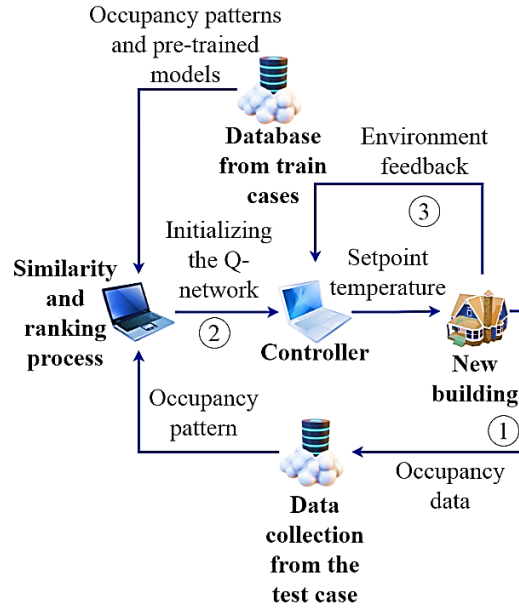 Occupancy patterns
and pre-trained
models
Database
from train
cases
Environment
feedback
3
Initializing
the Q-
network
2
Setpoint
temperature
Similarity
and
ranking
process
Controller
New
building
1
Occupancy
pattern
Occupancy
data
Data
collection
from the
test case